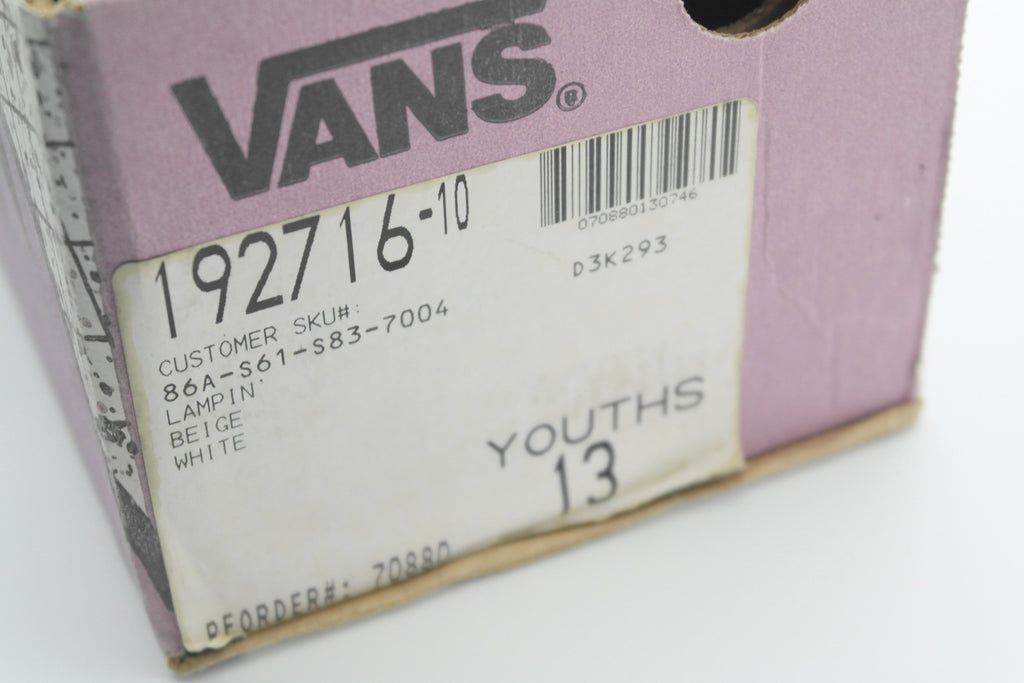 VANS®
192716-10
070880130746
D3K293
CUSTOMER SKU#:
86A-S61-S83-7004
LAMPIN'
BEIGE
WHITE
YOUTHS
13
REORDER#: 70880